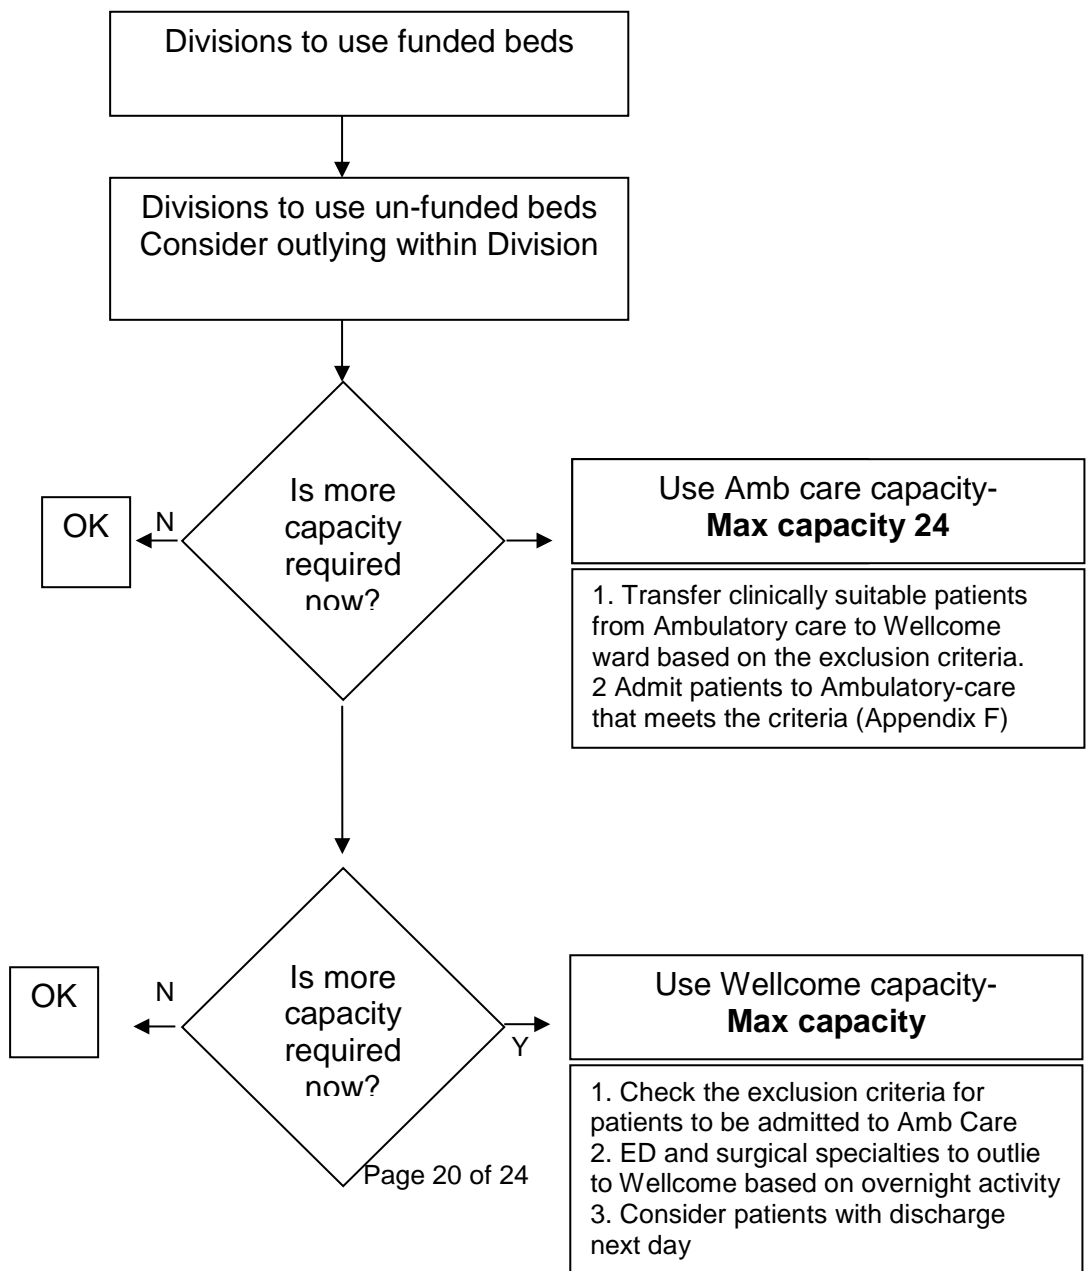 Divisions to use funded beds
Divisions to use un-funded beds
Consider outlying within Division
Is more
capacity
required
now?
OK
N
Use Amb care capacity-
Max capacity 24
1. Transfer clinically suitable patients
from Ambulatory care to Wellcome
ward based on the exclusion criteria.
2 Admit patients to Ambulatory-care
that meets the criteria (Appendix F)
Is more
capacity
required
now?
OK
N
Y
Use Wellcome capacity-
Max capacity
1. Check the exclusion criteria for
patients to be admitted to Amb Care
2. ED and surgical specialties to outlie
to Wellcome based on overnight activity
3. Consider patients with discharge
next day
Page 20 of 24